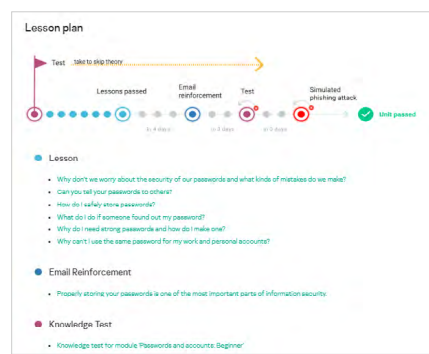 Lesson plan
Test take to skip theory
Lessons passed
Email reinforcement
Test
Simulated phishing attack
Unit passed
in 4 days
in 3 days
in 3 days
Lesson
Why don't we worry about the security of our passwords and what kinds of mistakes do we make?
Can you tell your passwords to others?
How do I safely store passwords?
What do I do if someone found out my password?
Why do I need strong passwords and how do I make one?
Why can't I use the same password for my work and personal accounts?
Email Reinforcement
Properly storing your passwords is one of the most important parts of information security.
Knowledge Test
Knowledge test for module 'Passwords and accounts. Beginner'